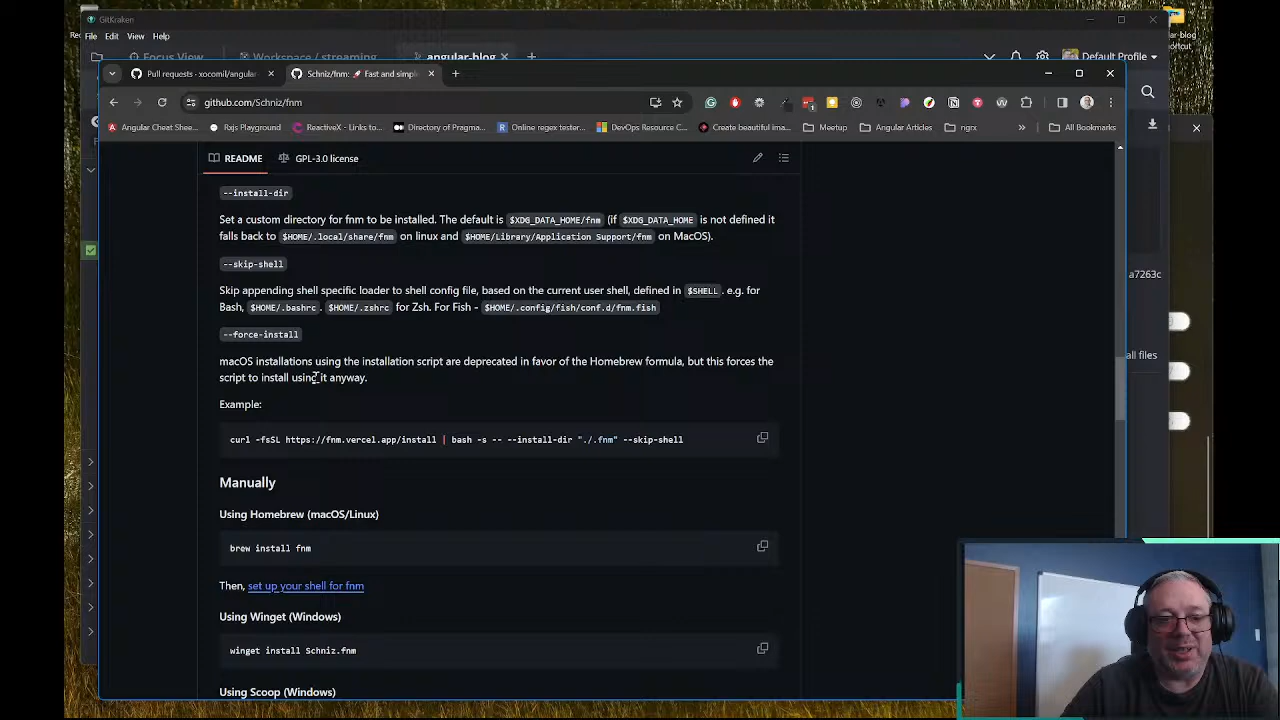 GitKraken
File Edit View Help
Focus View
Workspace / streaming
angular-blog
Default Profile
Pull requests - xocomil/angular
Schniz/fnm: 🚀 Fast and simple
github.com/Schniz/fnm
Angular Cheat Shee...
Rxjs Playground
ReactiveX - Links to...
Directory of Pragma...
Online regex tester...
DevOps Resource C...
Create beautiful ima...
Meetup
Angular Articles
ngrx
»
All Bookmarks
README
GPL-3.0 license
--install-dir
Set a custom directory for fnm to be installed. The default is $XDG_DATA_HOME/fnm (if $XDG_DATA_HOME is not defined it
falls back to $HOME/.local/share/fnm on linux and $HOME/Library/Application Support/fnm on MacOS).
--skip-shell
Skip appending shell specific loader to shell config file, based on the current user shell, defined in $SHELL. e.g. for
Bash, $HOME/.bashrc. $HOME/.zshrc for Zsh. For Fish - $HOME/.config/fish/conf.d/fnm.fish
--force-install
macOS installations using the installation script are deprecated in favor of the Homebrew formula, but this forces the
script to install using it anyway.
Example:
curl -fsSL https://fnm.vercel.app/install | bash -s -- --install-dir "./.fnm" --skip-shell
Manually
Using Homebrew (macOS/Linux)
brew install fnm
Then, set up your shell for fnm
Using Winget (Windows)
winget install Schniz.fnm
Using Scoop (Windows)
a7263c
all files